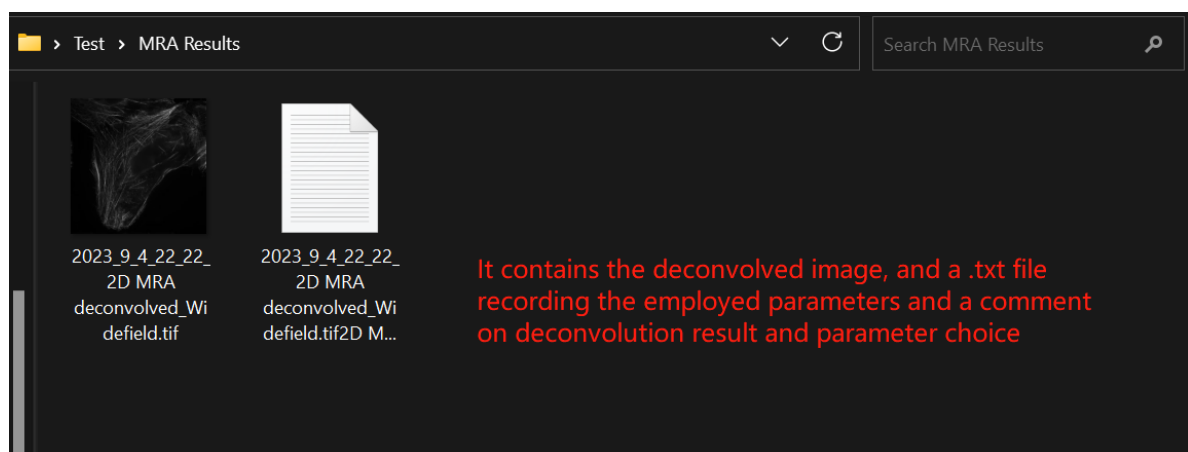 Test > MRA Results
Search MRA Results
2023_9_4_22_22_
2D MRA
deconvolved_Wi
defield.tif
2023_9_4_22_22_
2D MRA
deconvolved_Wi
defield.tif2D M...
It contains the deconvolved image, and a .txt file
recording the employed parameters and a comment
on deconvolution result and parameter choice